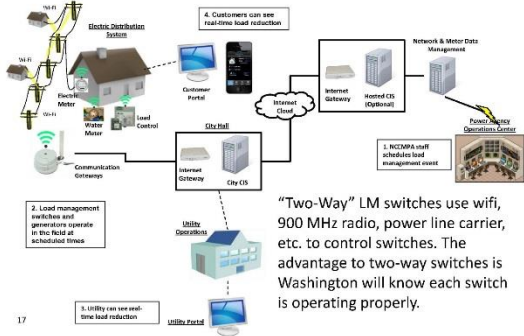 Electric Distribution
System
4. Customers can see
real-time load reduction
Network & Meter Data
Management
Wi-Fi
Wi-Fi
Electric
Meter
Wi-Fi
Water
Meter
Load
Control
Customer
Portal
Internet
Cloud
Internet
Gateway
Hosted CIS
(Optional)
Power Agency
Operations Center
City Hall
1. NCEMPA staff
schedules load
management event
Communication
Gateways
Internet
Gateway
City CIS
2. Load management
switches and
generators operate
in the field at
scheduled times
Utility
Operations
"Two-Way" LM switches use wifi,
900 MHz radio, power line carrier,
etc. to control switches. The
advantage to two-way switches is
Washington will know each switch
is operating properly.
3. Utility can see real-
time load reduction
Utility Portal
17